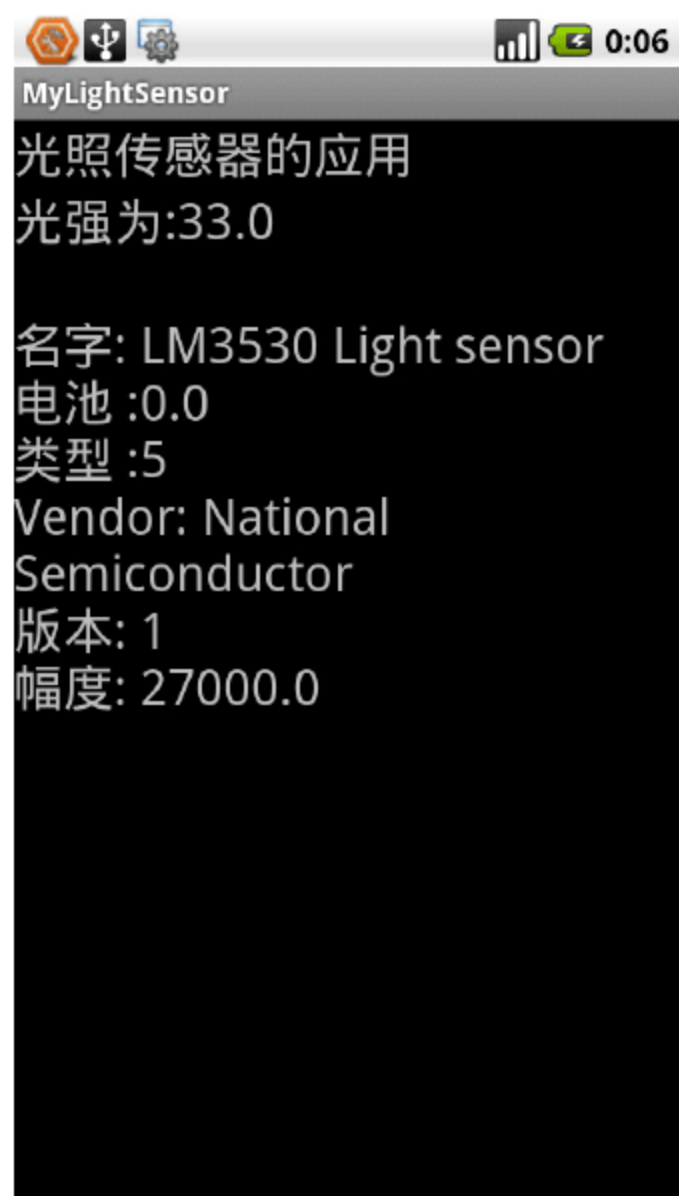 0:06
MyLightSensor
光照传感器的应用
光强为:33.0
名字: LM3530 Light sensor
电池 :0.0
类型 :5
Vendor: National
Semiconductor
版本: 1
幅度: 27000.0